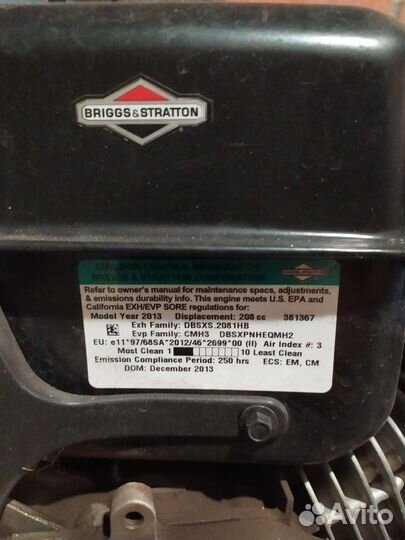 BRIGGS&STRATTON
EMISSION CONTROL INFORMATION
BRIGGS & STRATTON CORPORATION
BRIGGS&STRATTON
Refer to owner's manual for maintenance specs, adjustments,
& emissions durability info. This engine meets U.S. EPA and
California EXH/EVP SORE regulations for:
Model Year 2013 Displacement: 208 cc 381367
Exh Family: DBSXS.2081HB
Evp Family: CMH3 DBSXPNHEQMH2
EU: e11*97/68SA*2012/46*2699*00 (II) Air Index #: 3
Most Clean 1 10 Least Clean
Emission Compliance Period: 250 hrs ECS: EM, CM
DOM: December 2013
Avito